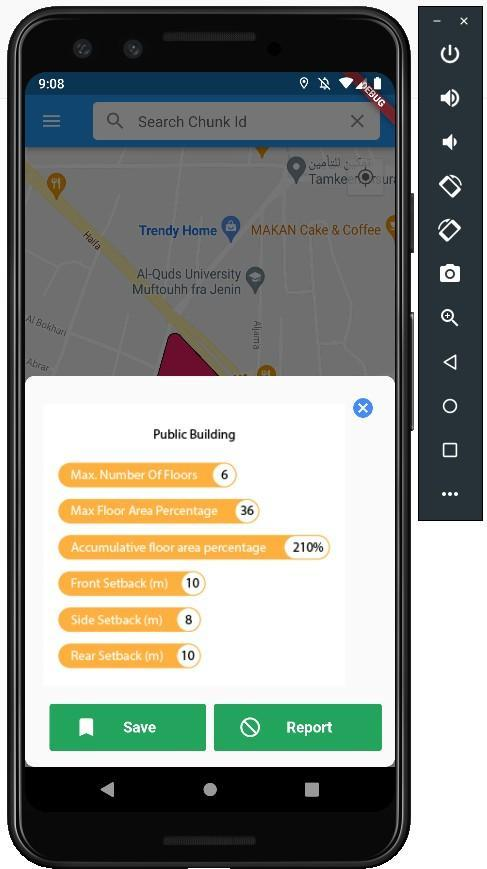 9:08
DEBUG
Search Chunk Id
تمكين للتأمين
Trendy Home
MAKAN Cake & Coffee
Haifa
Al-Quds University
Muftouhh fra Jenin
Al Bokhari
Aljama
Abrar
Public Building
Max. Number Of Floors 6
Max Floor Area Percentage 36
Accumulative floor area percentage 210%
Front Setback (m) 10
Side Setback (m) 8
Rear Setback (m) 10
Save
Report